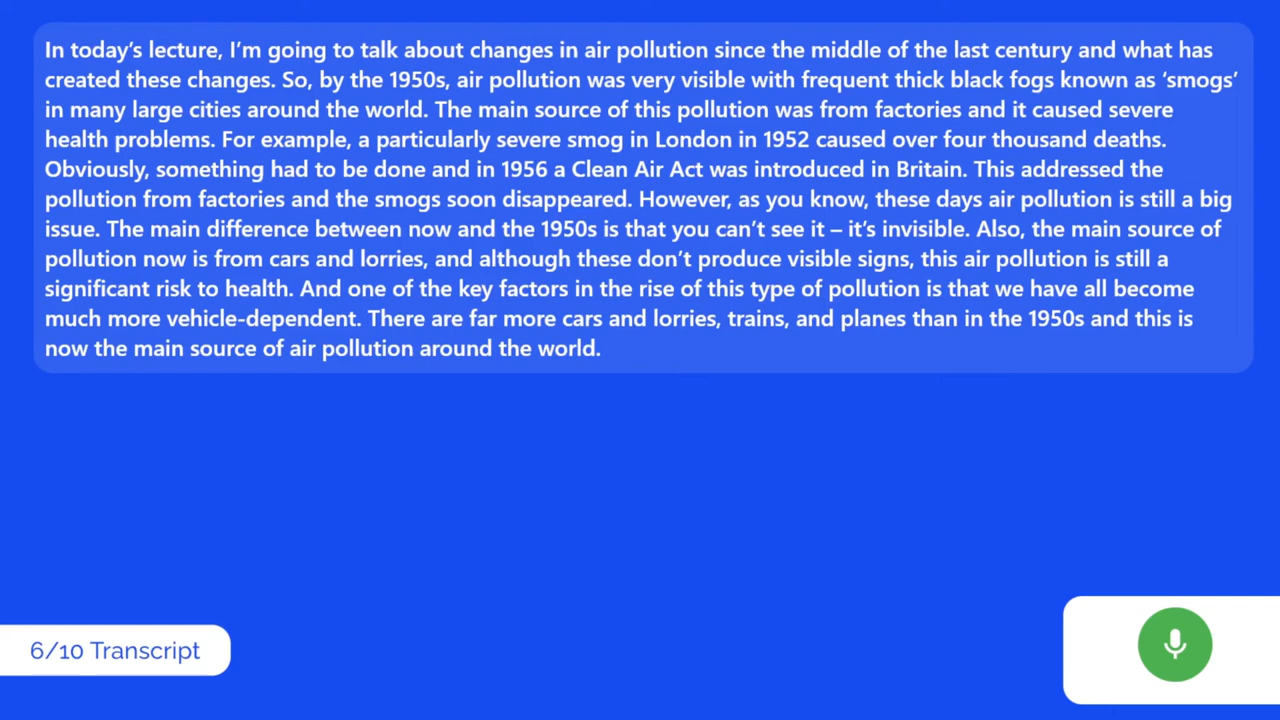 In today’s lecture, I’m going to talk about changes in air pollution since the middle of the last century and what has
created these changes. So, by the 1950s, air pollution was very visible with frequent thick black fogs known as ‘smogs’
in many large cities around the world. The main source of this pollution was from factories and it caused severe
health problems. For example, a particularly severe smog in London in 1952 caused over four thousand deaths.
Obviously, something had to be done and in 1956 a Clean Air Act was introduced in Britain. This addressed the
pollution from factories and the smogs soon disappeared. However, as you know, these days air pollution is still a big
issue. The main difference between now and the 1950s is that you can’t see it – it’s invisible. Also, the main source of
pollution now is from cars and lorries, and although these don’t produce visible signs, this air pollution is still a
significant risk to health. And one of the key factors in the rise of this type of pollution is that we have all become
much more vehicle-dependent. There are far more cars and lorries, trains, and planes than in the 1950s and this is
now the main source of air pollution around the world.
6/10 Transcript